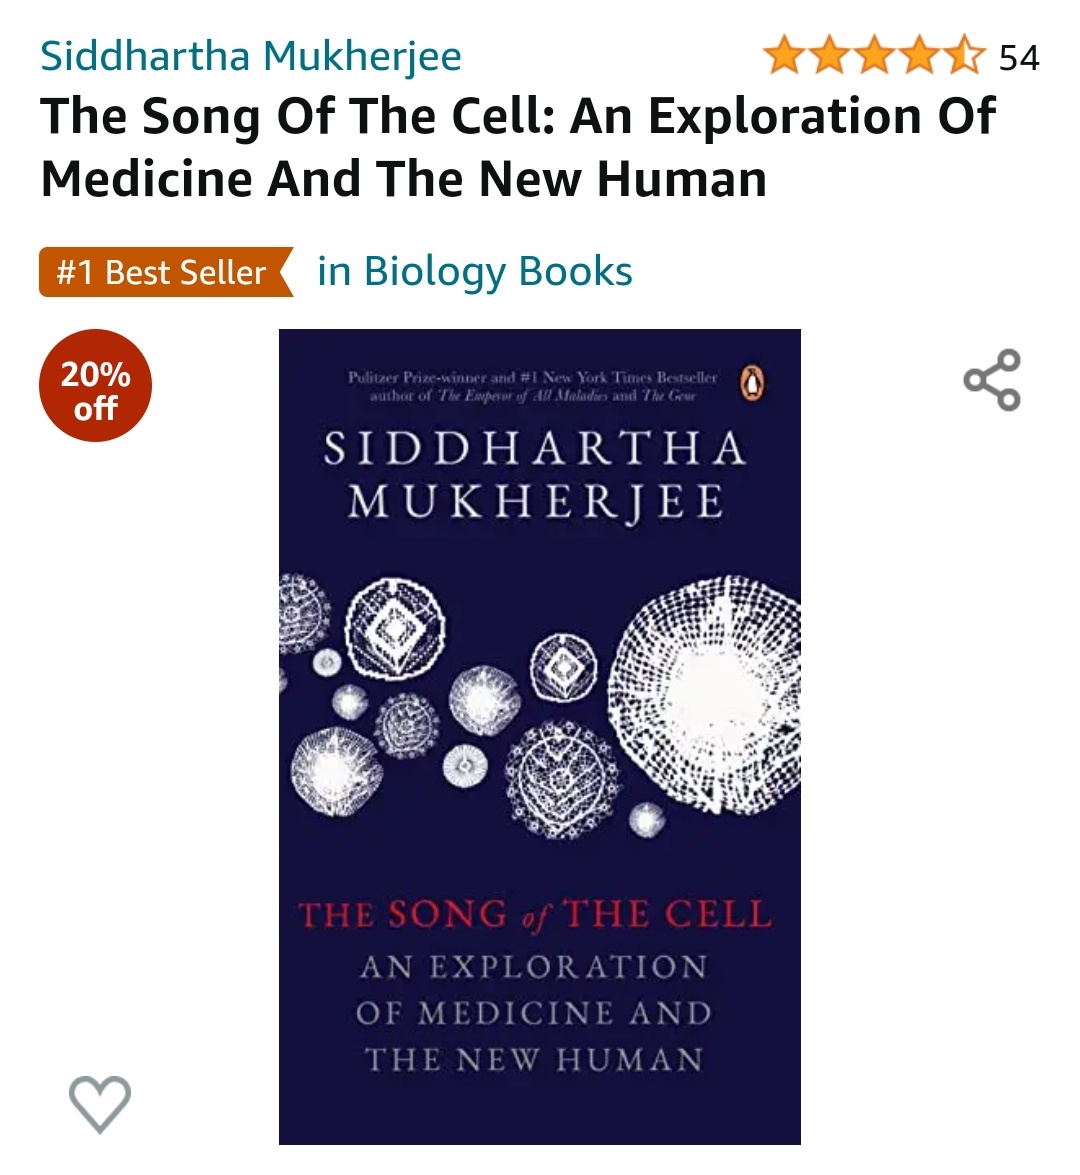 Siddhartha Mukherjee
54
The Song Of The Cell: An Exploration Of
Medicine And The New Human
#1 Best Seller
in Biology Books
20%
off
Pulitzer Prize-winner and #1 New York Times Bestseller
author of The Emperor of All Maladies and The Gene
SIDDHARTHA
MUKHERJEE
THE SONG of THE CELL
AN EXPLORATION
OF MEDICINE AND
THE NEW HUMAN